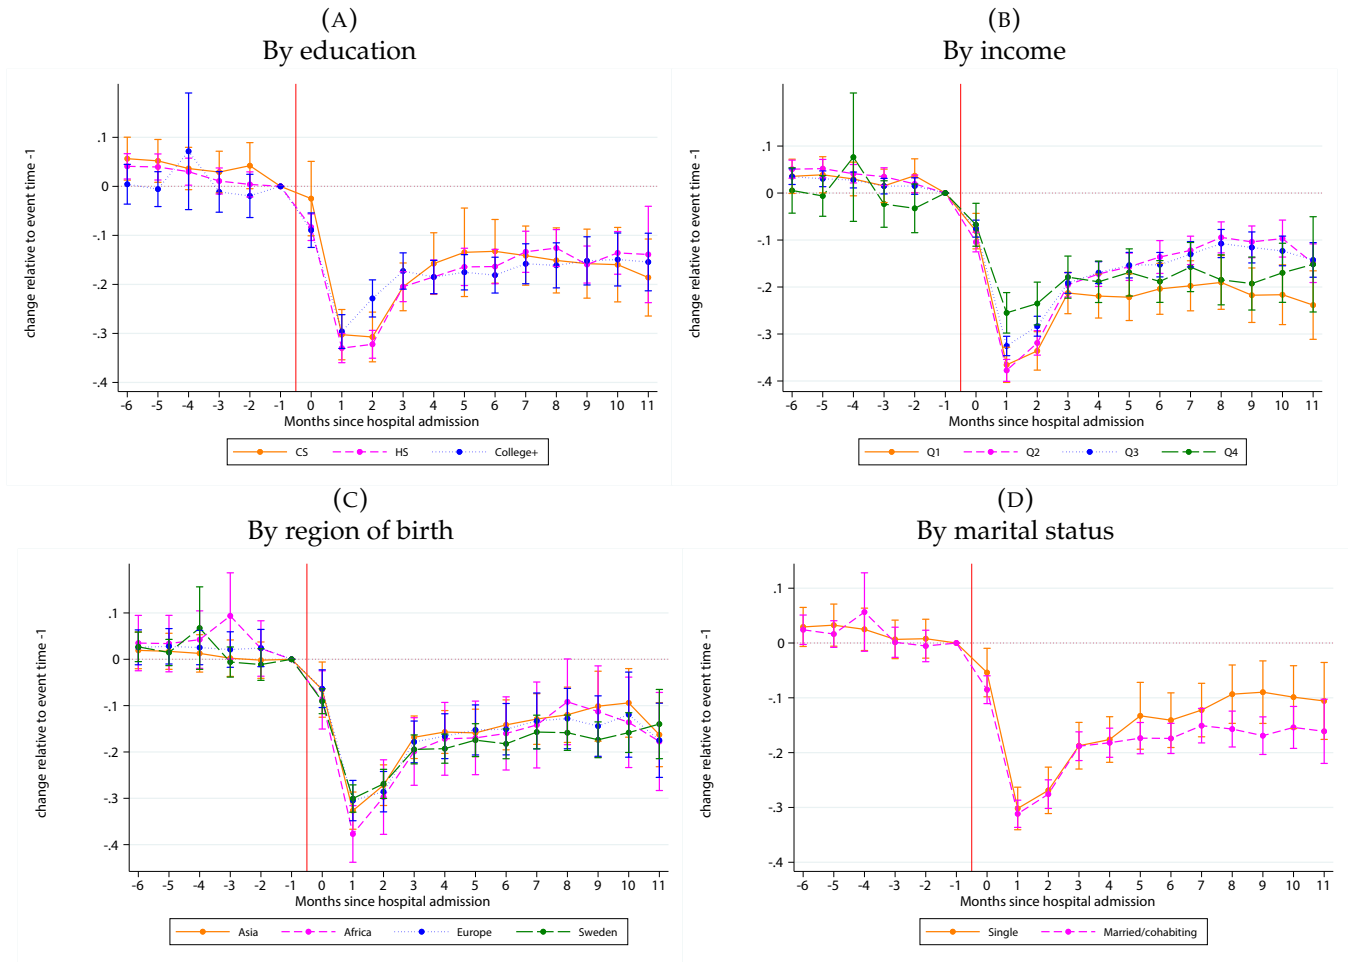 (A)
By education
change relative to event time -1
.1
0
-.1
-.2
-.3
-.4
-6 -5 -4 -3 -2 -1 0 1 2 3 4 5 6 7 8 9 10 11
Months since hospital admission
CS HS College+
(B)
By income
change relative to event time -1
.1
0
-.1
-.2
-.3
-.4
-6 -5 -4 -3 -2 -1 0 1 2 3 4 5 6 7 8 9 10 11
Months since hospital admission
Q1 Q2 Q3 Q4
(C)
By region of birth
change relative to event time -1
.1
0
-.1
-.2
-.3
-.4
-6 -5 -4 -3 -2 -1 0 1 2 3 4 5 6 7 8 9 10 11
Months since hospital admission
Asia Africa Europe Sweden
(D)
By marital status
change relative to event time -1
.1
0
-.1
-.2
-.3
-.4
-6 -5 -4 -3 -2 -1 0 1 2 3 4 5 6 7 8 9 10 11
Months since hospital admission
Single Married/cohabiting